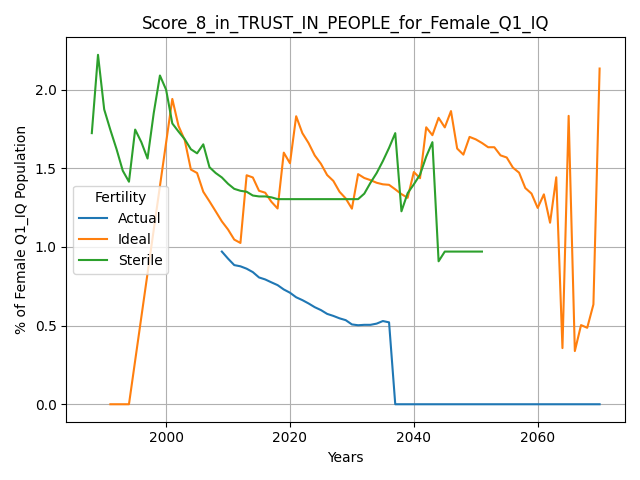 Score_8_in_TRUST_IN_PEOPLE_for_Female_Q1_IQ
% of Female Q1_IQ Population
2.0
1.5
1.0
0.5
0.0
Fertility
Actual
Ideal
Sterile
2000 2020 2040 2060
Years